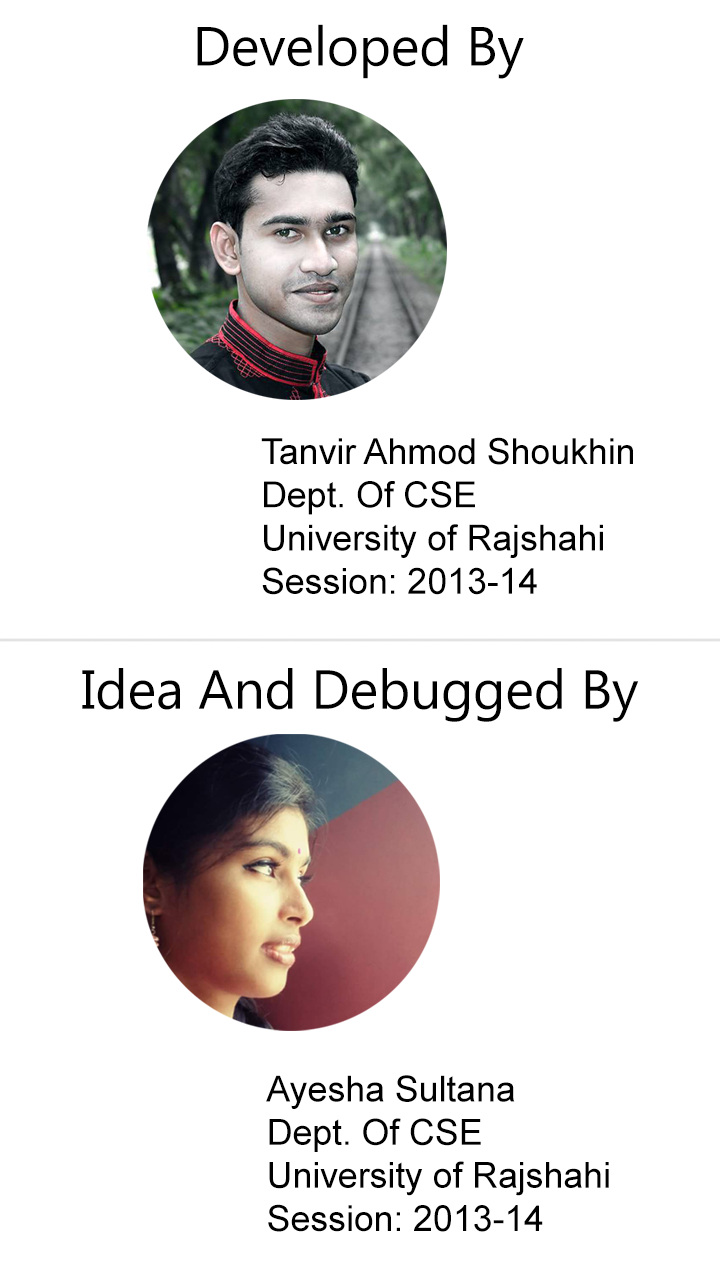 Developed By
Tanvir Ahmod Shoukhin
Dept. Of CSE
University of Rajshahi
Session: 2013-14
Idea And Debugged By
Ayesha Sultana
Dept. Of CSE
University of Rajshahi
Session: 2013-14